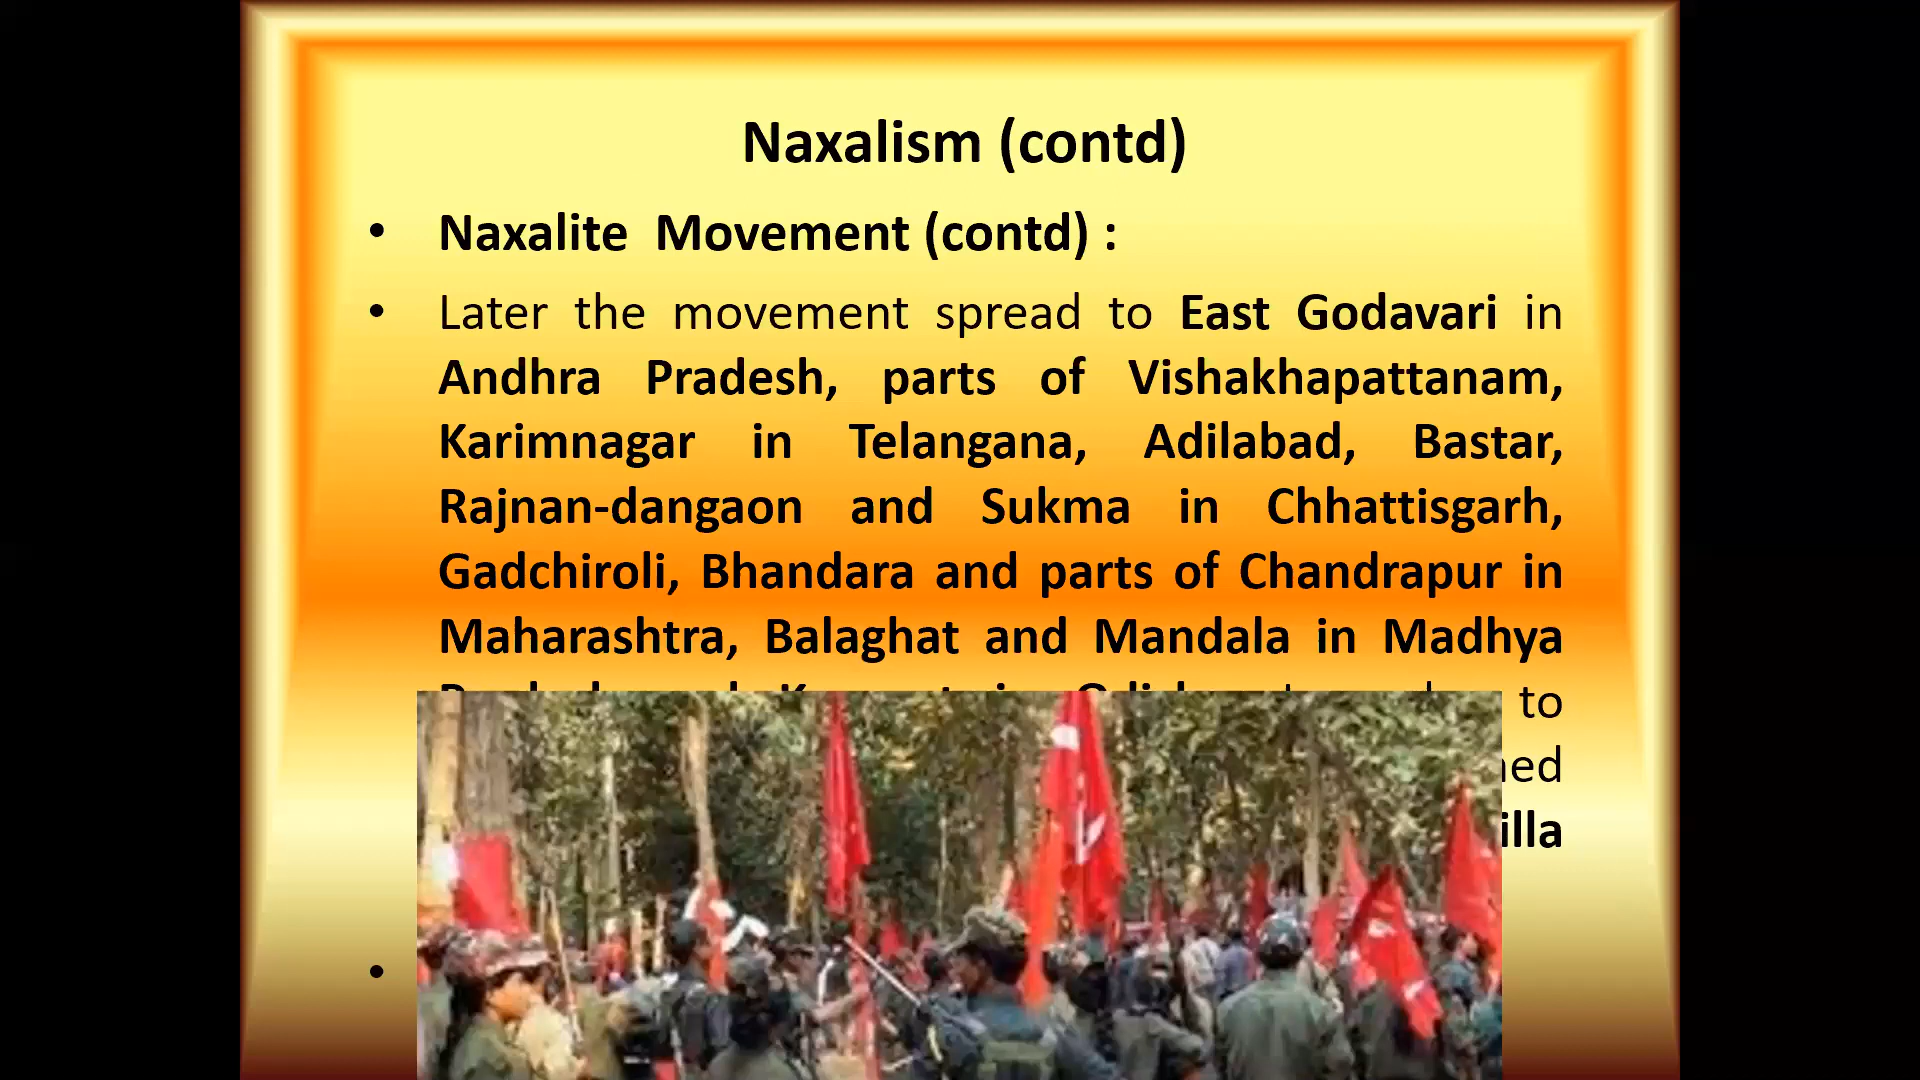 Naxalism (contd)
• Naxalite Movement (contd) :
• Later the movement spread to East Godavari in
Andhra Pradesh, parts of Vishakhapattanam,
Karimnagar in Telangana, Adilabad, Bastar,
Rajnan-dangaon and Sukma in Chhattisgarh,
Gadchiroli, Bhandara and parts of Chandrapur in
Maharashtra, Balaghat and Mandala in Madhya
to